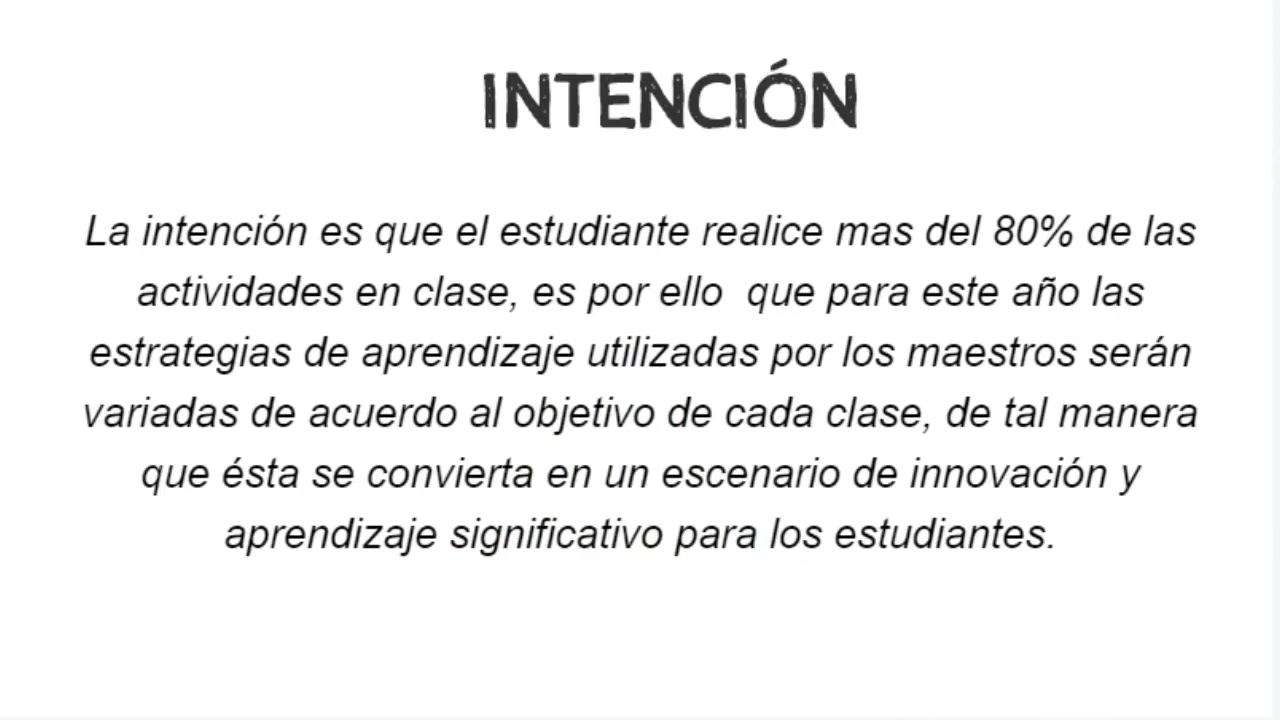 INTENCIÓN
La intención es que el estudiante realice mas del 80% de las
actividades en clase, es por ello  que para este año las
estrategias de aprendizaje utilizadas por los maestros serán
variadas de acuerdo al objetivo de cada clase, de tal manera
que ésta se convierta en un escenario de innovación y
aprendizaje significativo para los estudiantes.